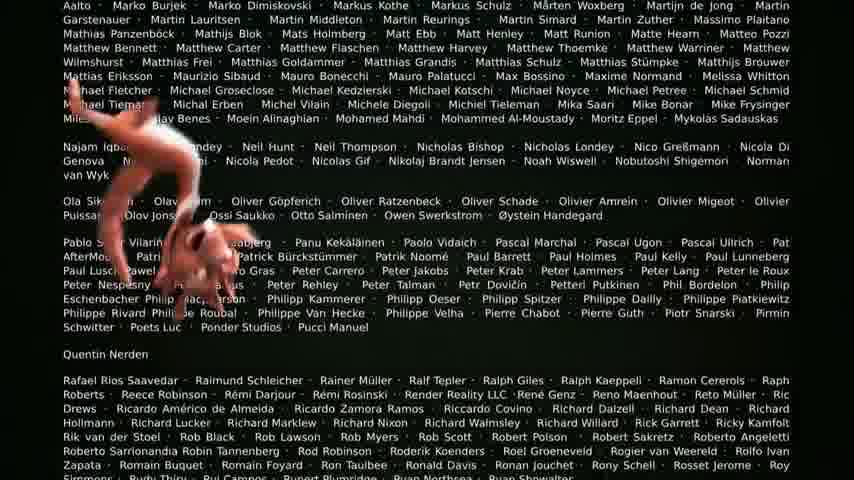 Aalto · Marko Burjek · Marko Dimiskovski · Markus Kothe · Markus Schulz · Mårten Woxberg · Martijn de Jong · Martin
Garstenauer · Martin Lauritsen · Martin Middleton · Martin Reurings · Martin Simard · Martin Zuther · Massimo Plaitano
Mathias Panzenböck · Mathijs Blok · Mats Holmberg · Matt Ebb · Matt Henley · Matt Runion · Matte Hearn · Matteo Pozzi
Matthew Bennett · Matthew Carter · Matthew Flaschen · Matthew Harvey · Matthew Thoemke · Matthew Warriner · Matthew
Wilmshurst · Matthias Frei · Matthias Goldammer · Matthias Grandis · Matthias Schulz · Matthias Stümpke · Matthijs Brouwer
Mattias Eriksson · Maurizio Sibaud · Mauro Bonecchi · Mauro Palatucci · Max Bossino · Maxime Normand · Melissa Whitton
Michael Fletcher · Michael Groseclose · Michael Kedzierski · Michael Kotschi · Michael Noyce · Michael Petree · Michael Schmid
Michal Erben · Michel Vilain · Michele Diegoli · Michiel Tieleman · Mika Saari · Mike Bonar · Mike Frysinger
Benes · Moein Alinaghian · Mohamed Mahdi · Mohammed Al-Moustady · Moritz Eppel · Mykolas Sadauskas
Najam · Neil Hunt · Neil Thompson · Nicholas Bishop · Nicholas Londey · Nico Greßmann · Nicola Di
Genova · Nicola Pedot · Nicolas Gif · Nikolaj Brandt Jensen · Noah Wiswell · Nobutoshi Shigemori · Norman
van Wyk
Ola · Oliver Göpferich · Oliver Ratzenbeck · Oliver Schade · Olivier Amrein · Olivier Migeot · Olivier
Olov · Ossi Saukko · Otto Salminen · Owen Swerkstrom · Øystein Handegard
Pablo · Panu Kekäläinen · Paolo Vidaich · Pascal Marchal · Pascal Ugon · Pascal Ullrich · Pat
Patrick Bürckstümmer · Patrik Noomé · Paul Barrett · Paul Holmes · Paul Kelly · Paul Lunneberg
Paul Gras · Peter Carrero · Peter Jakobs · Peter Krab · Peter Lammers · Peter Lang · Peter le Roux
Peter Nespesny · Peter Rehley · Peter Talman · Petr Dovičín · Petteri Putkinen · Phil Bordelon · Philip
Eschenbacher · Philipp Kammerer · Philipp Oeser · Philipp Spitzer · Philippe Dailly · Philippe Piatkiewitz
Philippe Rivard Philippe Roubal · Philippe Van Hecke · Philippe Velha · Pierre Chabot · Pierre Guth · Piotr Snarski · Pirmin
Schwitter · Poets Luc · Ponder Studios · Pucci Manuel
Quentin Nerden
Rafael Rios Saavedar · Raimund Schleicher · Rainer Müller · Ralf Tepler · Ralph Giles · Ralph Kaeppeli · Ramon Cererols · Raph
Roberts · Reece Robinson · Rémi Darjour · Rémi Rosinski · Render Reality LLC · René Genz · Reno Maenhout · Reto Müller · Ric
Drews · Ricardo Américo de Almeida · Ricardo Zamora Ramos · Riccardo Covino · Richard Dalzell · Richard Dean · Richard
Hollmann · Richard Lucker · Richard Marklew · Richard Nixon · Richard Walmsley · Richard Willard · Rick Garrett · Ricky Kamfolt
Rik van der Stoel · Rob Black · Rob Lawson · Rob Myers · Rob Scott · Robert Polson · Robert Sakretz · Roberto Angeletti
Roberto Sarrionandia Robin Tannenberg · Rod Robinson · Roderik Koenders · Roel Groeneveld · Rogier van Weereld · Rolfo Ivan
Zapata · Romain Buquet · Romain Foyard · Ron Taulbee · Ronald Davis · Ronan Jouchet · Rony Schell · Rosset Jerome · Roy
Simmons · Rudy Thiry · Rui Campos · Rupert Plumridge · Ryan Northsea · Ryan Showalter